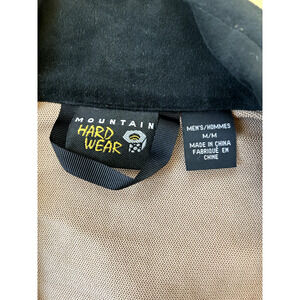 MOUNTAIN
HARD
WEAR
MEN'S/HOMMES
M/M
MADE IN CHINA
FABRIQUÉ EN
CHINE